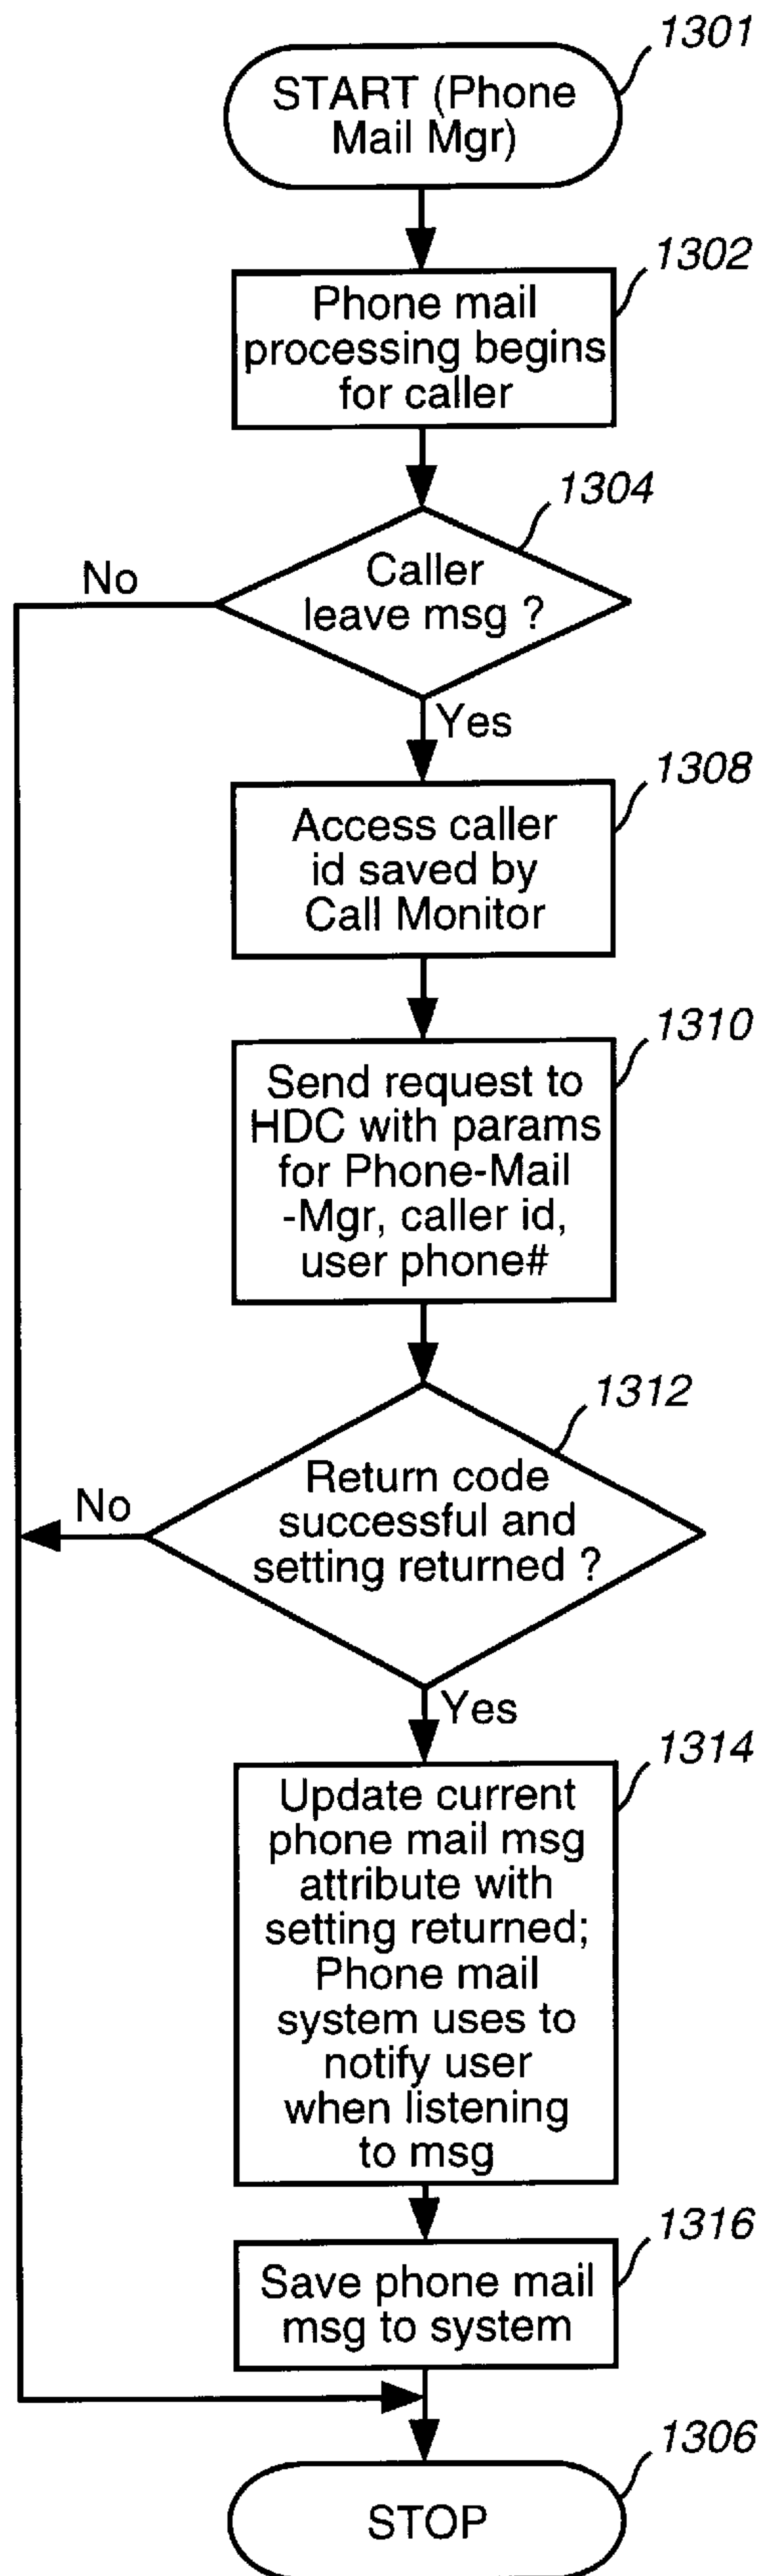 1301
START (Phone
Mail Mgr)
1302
Phone mail
processing begins
for caller
1304
Caller
leave msg ?
No
Yes
1308
Access caller
id saved by
Call Monitor
1310
Send request to
HDC with params
for Phone-Mail
-Mgr, caller id,
user phone#
1312
Return code
successful and
setting returned ?
No
Yes
1314
Update current
phone mail msg
attribute with
setting returned;
Phone mail
system uses to
notify user
when listening
to msg
1316
Save phone mail
msg to system
1306
STOP